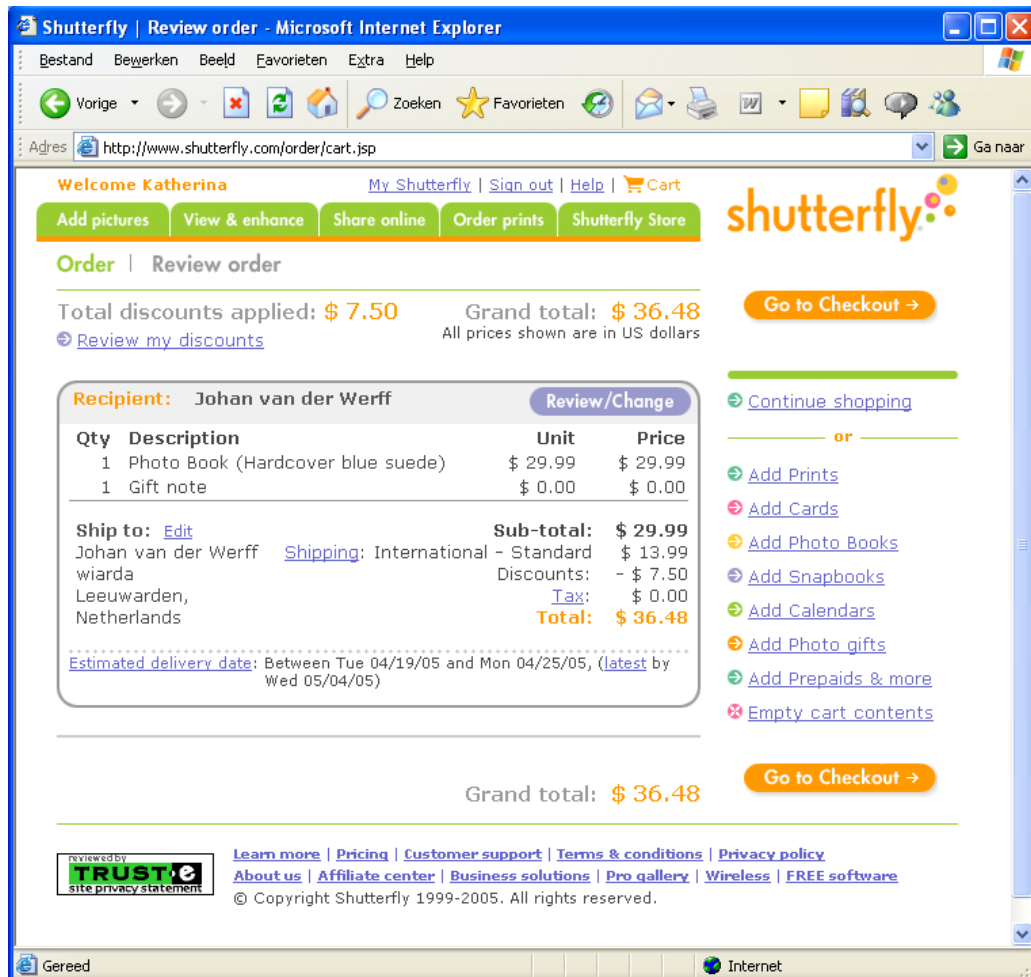 Shutterfly | Review order - Microsoft Internet Explorer
Bestand Bewerken Beeld Favorieten Extra Help
Vorige Zoeken Favorieten
Adres http://www.shutterfly.com/order/cart.jsp Ga naar
Welcome Katherina My Shutterfly | Sign out | Help | Cart
Add pictures View & enhance Share online Order prints Shutterfly Store
shutterfly
Order | Review order
Total discounts applied: $ 7.50 Grand total: $ 36.48 Go to Checkout →
Review my discounts All prices shown are in US dollars
Recipient: Johan van der Werff Review/Change
Qty Description Unit Price
1 Photo Book (Hardcover blue suede) $ 29.99 $ 29.99
1 Gift note $ 0.00 $ 0.00
Ship to: Edit Sub-total: $ 29.99
Johan van der Werff Shipping: International - Standard $ 13.99
wiarda Discounts: - $ 7.50
Leeuwarden, Tax: $ 0.00
Netherlands Total: $ 36.48
Estimated delivery date: Between Tue 04/19/05 and Mon 04/25/05, (latest by
Wed 05/04/05)
Continue shopping
or
Add Prints
Add Cards
Add Photo Books
Add Snapbooks
Add Calendars
Add Photo gifts
Add Prepaids & more
Empty cart contents
Grand total: $ 36.48 Go to Checkout →
reviewed by
TRUST·e
site privacy statement
Learn more | Pricing | Customer support | Terms & conditions | Privacy policy
About us | Affiliate center | Business solutions | Pro gallery | Wireless | FREE software
© Copyright Shutterfly 1999-2005. All rights reserved.
Gereed Internet